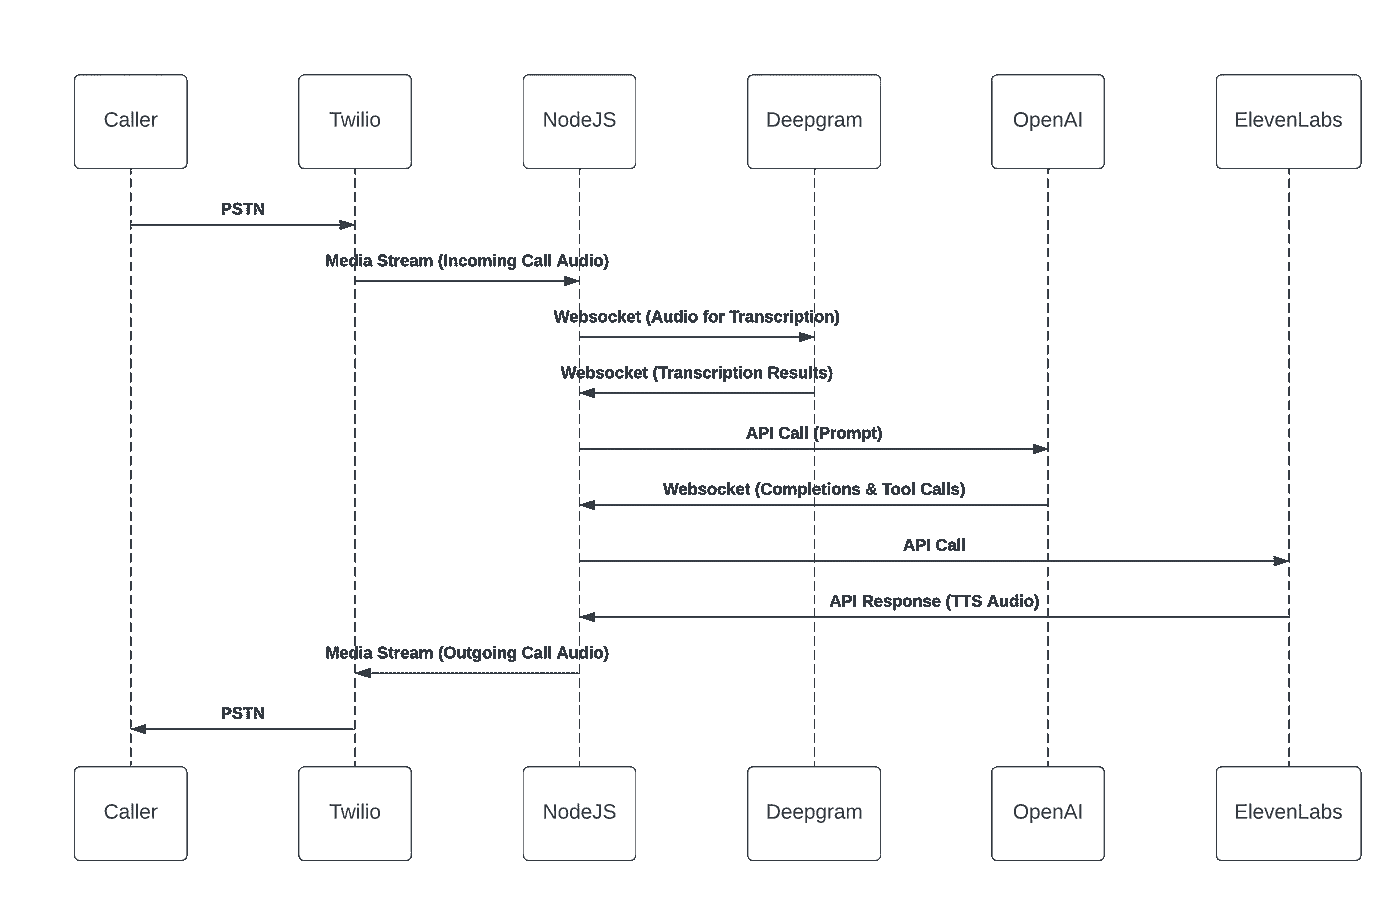 Caller
Twilio
NodeJS
Deepgram
OpenAI
ElevenLabs
PSTN
Media Stream (Incoming Call Audio)
Websocket (Audio for Transcription)
Websocket (Transcription Results)
API Call (Prompt)
Websocket (Completions & Tool Calls)
API Call
API Response (TTS Audio)
Media Stream (Outgoing Call Audio)
PSTN
Caller
Twilio
NodeJS
Deepgram
OpenAI
ElevenLabs